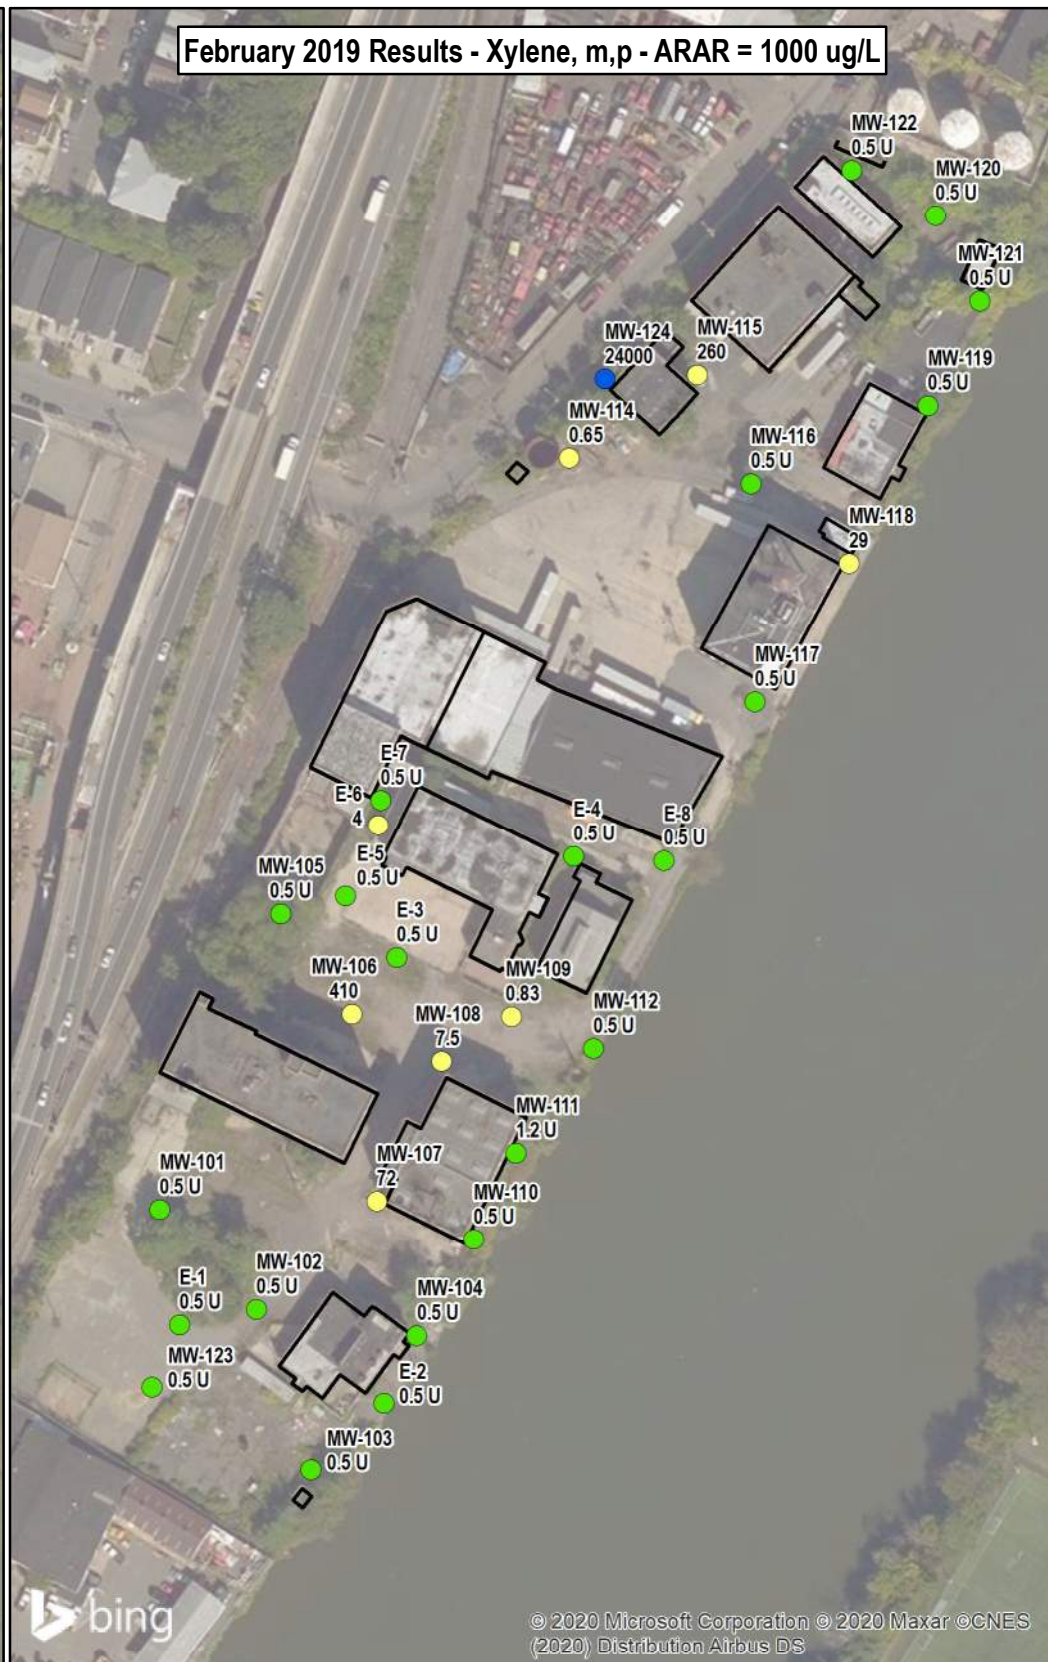 February 2019 Results - Xylene, m,p - ARAR = 1000 ug/L
MW-122
0.5 U
MW-120
0.5 U
MW-121
0.5 U
MW-124
24000
MW-115
260
MW-119
0.5 U
MW-114
0.65
MW-116
0.5 U
MW-118
29
MW-117
0.5 U
E-7
0.5 U
E-6
4
E-4
0.5 U
E-8
0.5 U
E-5
0.5 U
MW-105
0.5 U
E-3
0.5 U
MW-106
410
MW-109
0.83
MW-108
7.5
MW-112
0.5 U
MW-111
1.2 U
MW-107
72
MW-101
0.5 U
MW-110
0.5 U
MW-102
0.5 U
E-1
0.5 U
MW-104
0.5 U
MW-123
0.5 U
E-2
0.5 U
MW-103
0.5 U
bing
© 2020 Microsoft Corporation © 2020 Maxar ©CNES
(2020) Distribution Airbus DS